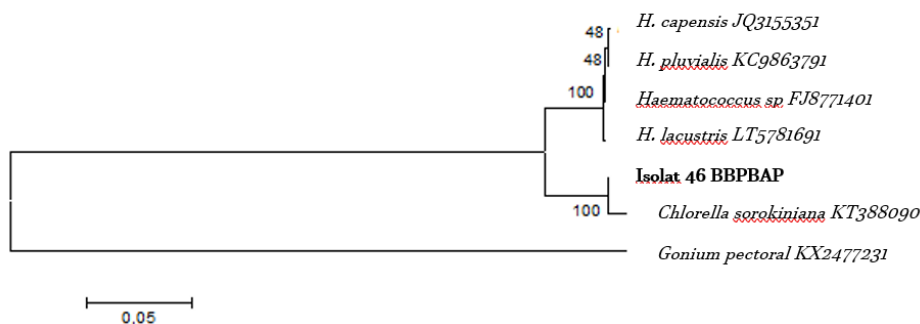 H. capensis JQ3155351
48
H. pluvialis KC9863791
48
Haematococcus sp FJ8771401
100
H. lacustris LT5781691
Isolat 46 BBPBAP
Chlorella sorokiniana KT388090
100
Gonium pectoral KX2477231
0.05